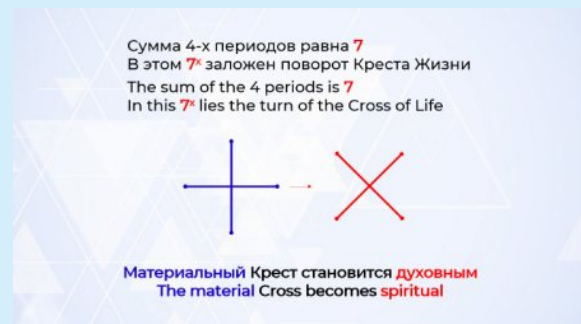 Сумма 4-х периодов равна 7
В этом 7ˣ заложен поворот Креста Жизни
The sum of the 4 periods is 7
In this 7ˣ lies the turn of the Cross of Life
Материальный Крест становится духовным
The material Cross becomes spiritual